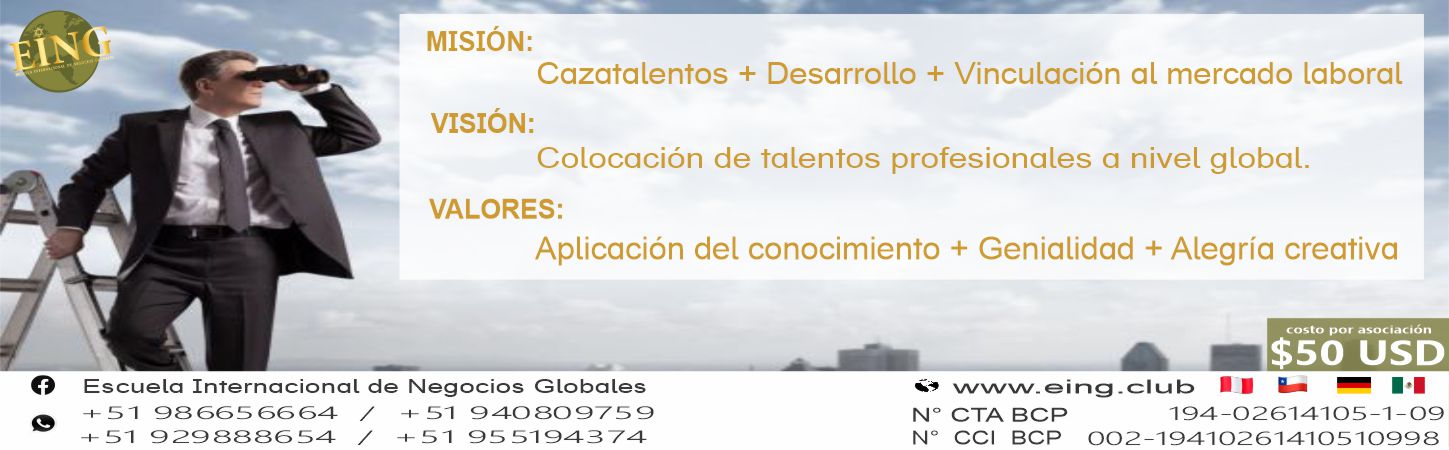 EING
MISIÓN:
Cazatalentos + Desarrollo + Vinculación al mercado laboral
VISIÓN:
Colocación de talentos profesionales a nivel global.
VALORES:
Aplicación del conocimiento + Genialidad + Alegría creativa
costo por asociación
$50 USD
Escuela Internacional de Negocios Globales
+51 986656664 / +51 940809759
+51 929888654 / +51 955194374
www.eing.club
N° CTA BCP 194-02614105-1-09
N° CCI BCP 002-19410261410510998